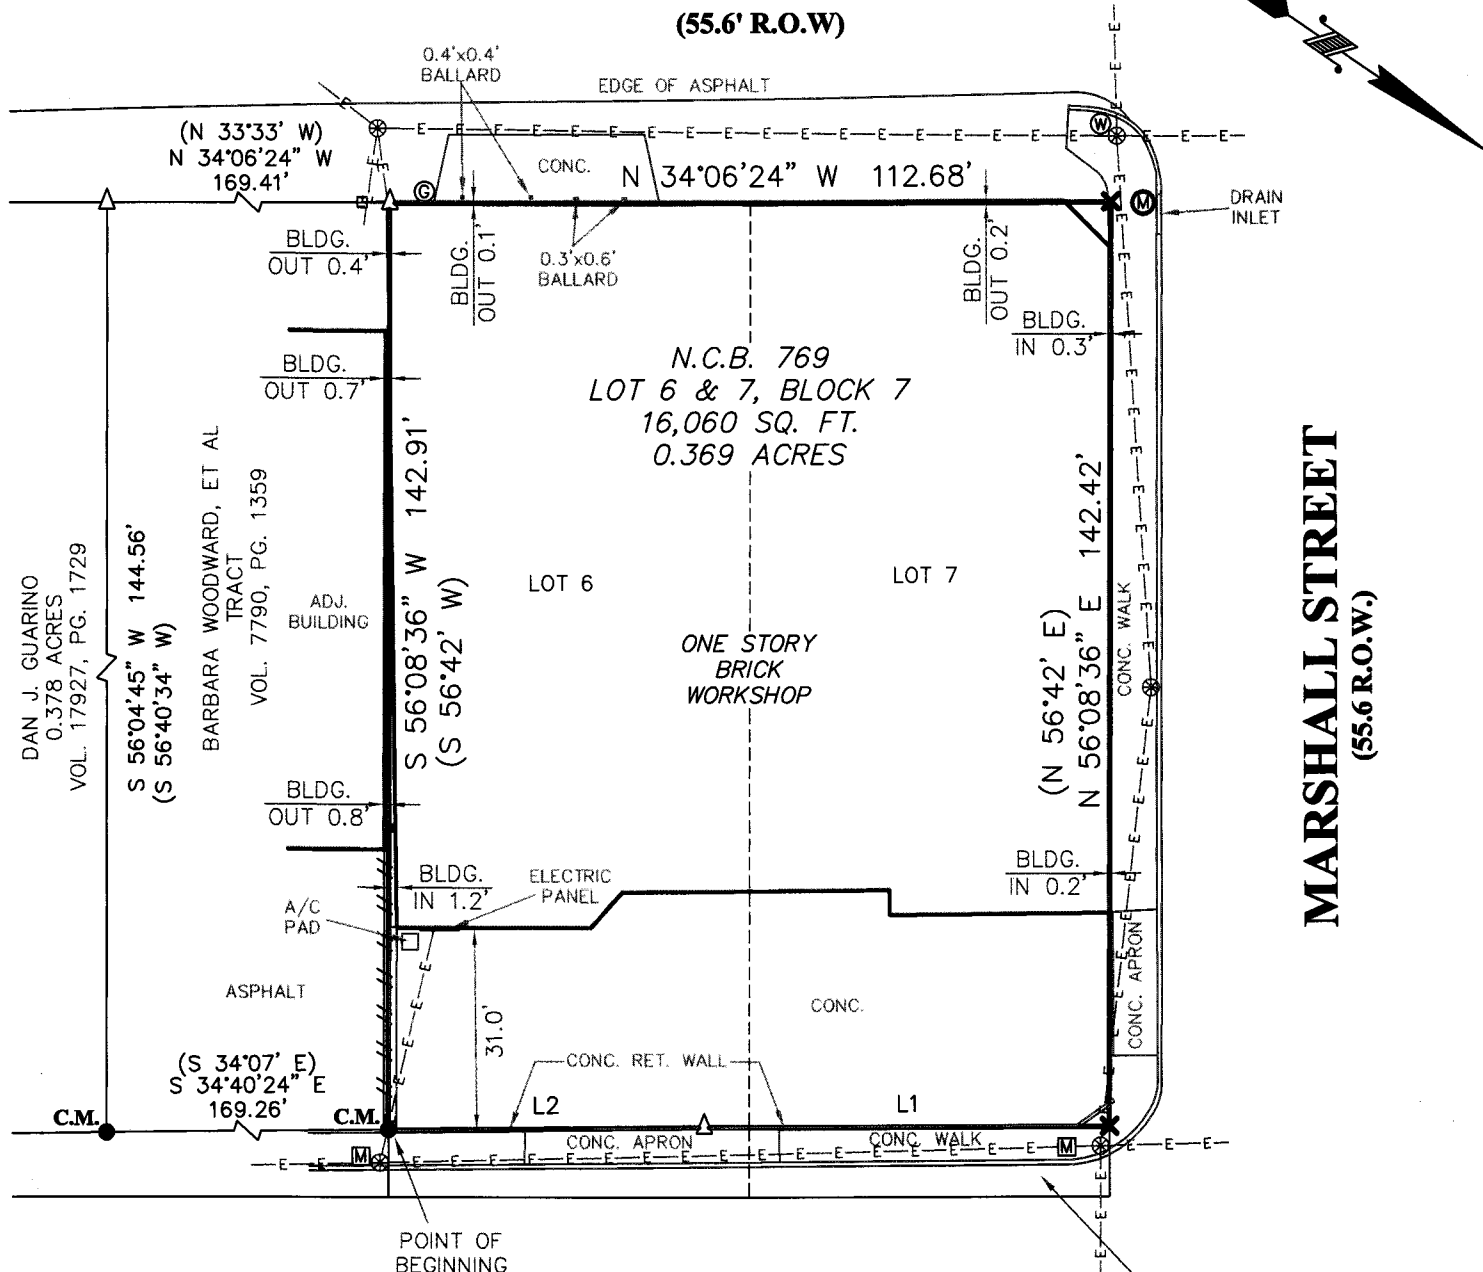 (55.6' R.O.W)
0.4'x0.4'
BALLARD
EDGE OF ASPHALT
(N 33°33' W)
N 34°06'24" W
169.41'
CONC.
N 34°06'24" W 112.68'
G
W
M
DRAIN
INLET
BLDG.
OUT 0.4'
BLDG.
OUT 0.1'
0.3'x0.6'
BALLARD
BLDG.
OUT 0.2'
BLDG.
IN 0.3'
BLDG.
OUT 0.7'
N.C.B. 769
LOT 6 & 7, BLOCK 7
16,060 SQ. FT.
0.369 ACRES
DAN J. GUARINO
0.378 ACRES
VOL. 17927, PG. 1729
S 56°04'45" W 144.56'
(S 56°40'34" W)
BARBARA WOODWARD, ET AL
TRACT
VOL. 7790, PG. 1359
ADJ.
BUILDING
S 56°08'36" W 142.91'
(S 56°42' W)
LOT 6
LOT 7
ONE STORY
BRICK
WORKSHOP
(N 56°42' E)
N 56°08'36" E 142.42'
CONC. WALK
MARSHALL STREET
(55.6 R.O.W.)
BLDG.
OUT 0.8'
BLDG.
IN 1.2'
ELECTRIC
PANEL
BLDG.
IN 0.2'
A/C
PAD
ASPHALT
31.0'
CONC.
CONC. APRON
(S 34°07' E)
S 34°40'24" E
169.26'
CONC. RET. WALL
C.M.
C.M.
L2
L1
M
CONC. APRON
CONC. WALK
M
POINT OF
BEGINNING
E E E E E E E E E E E E